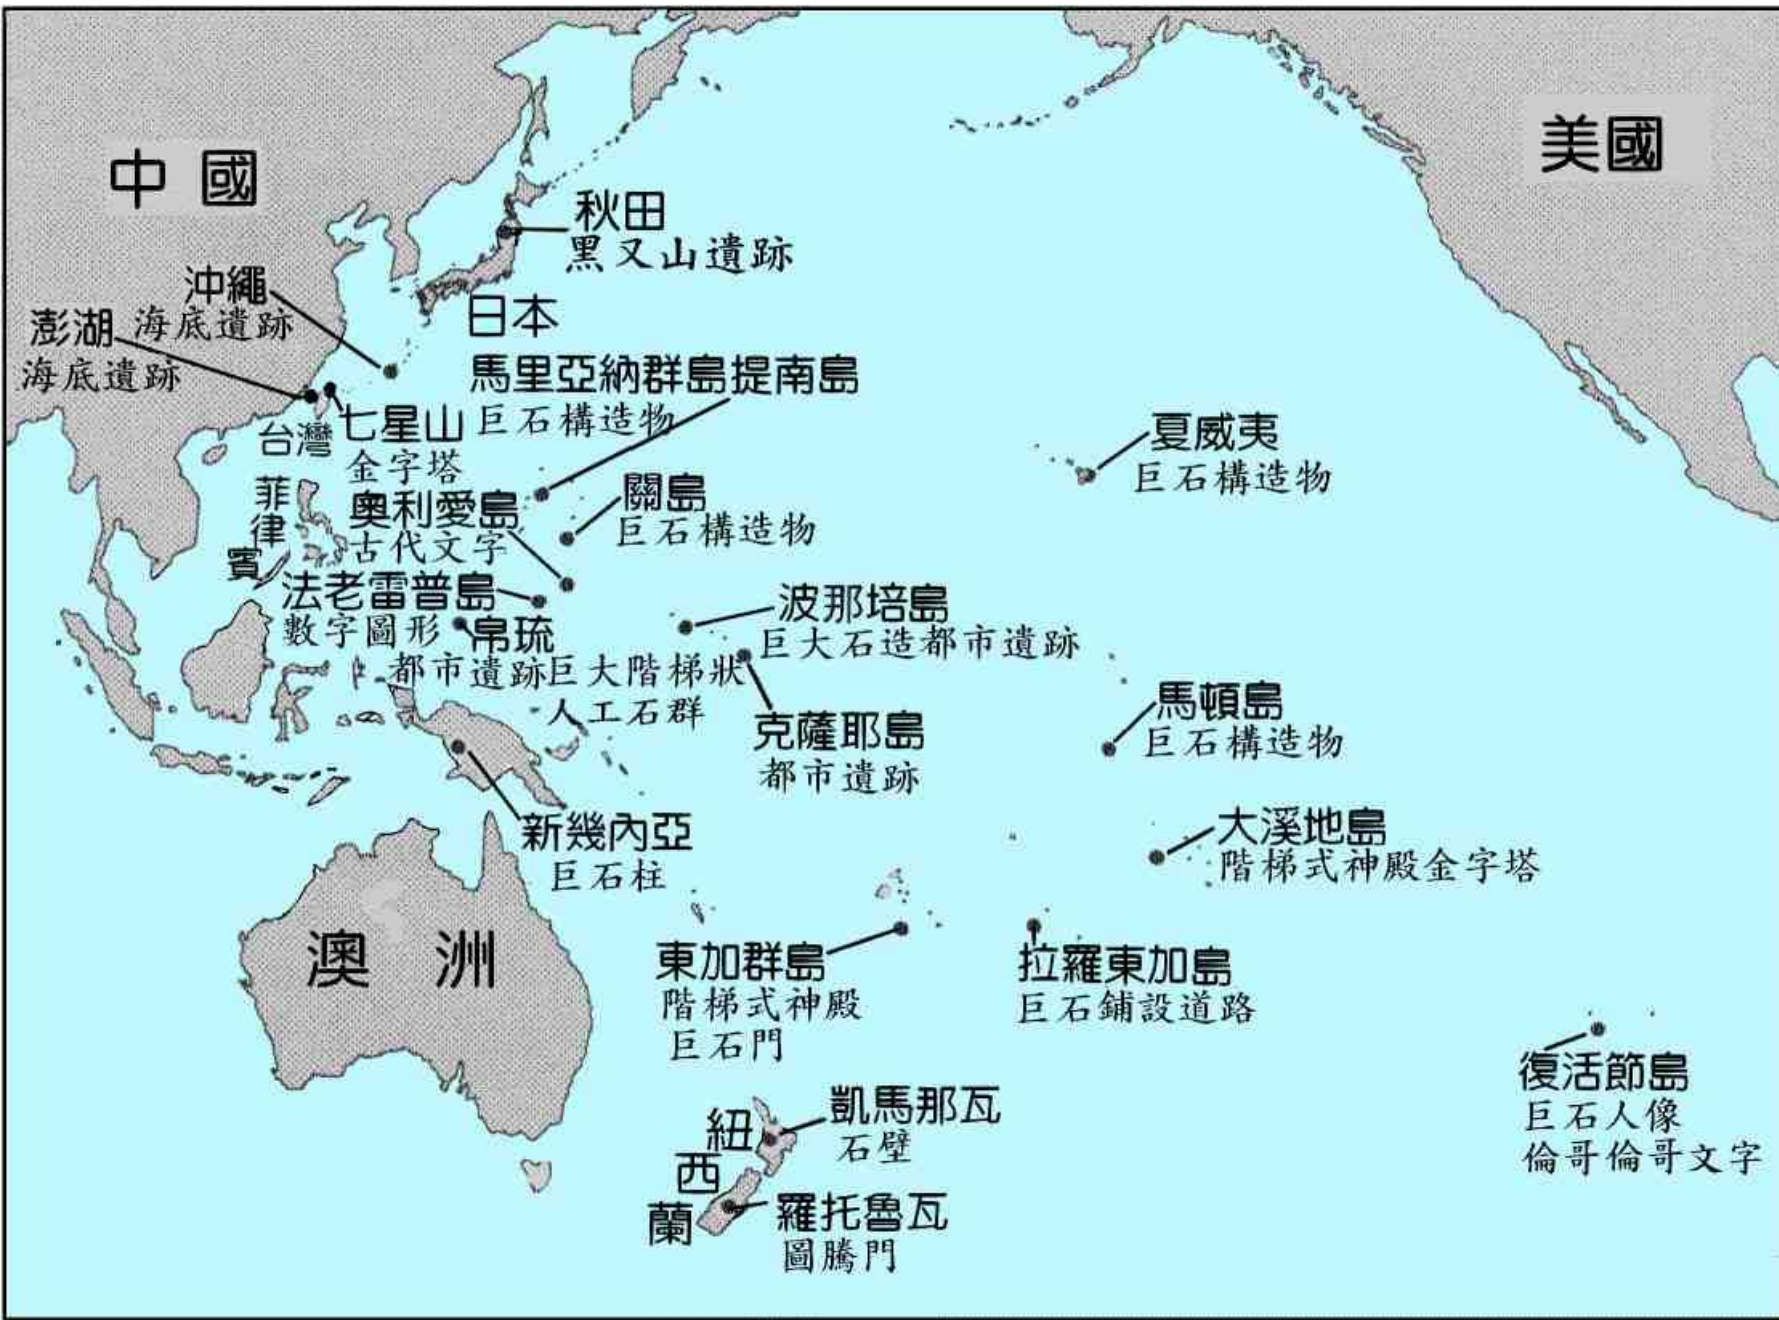 中國
美國
秋田
黑又山遺跡
沖繩
海底遺跡
日本
澎湖
海底遺跡
馬里亞納群島提南島
巨石構造物
七星山
金字塔
台灣
夏威夷
巨石構造物
菲律賓
關島
巨石構造物
奧利愛島
古代文字
法老雷普島
數字圖形
波那培島
巨大石造都市遺跡
帛琉
都市遺跡巨大階梯狀
人工石群
克薩耶島
都市遺跡
馬頓島
巨石構造物
新幾內亞
巨石柱
大溪地島
階梯式神殿金字塔
澳洲
東加群島
階梯式神殿
巨石門
拉羅東加島
巨石鋪設道路
復活節島
巨石人像
倫哥倫哥文字
紐西蘭
凱馬那瓦
石壁
羅托魯瓦
圖騰門